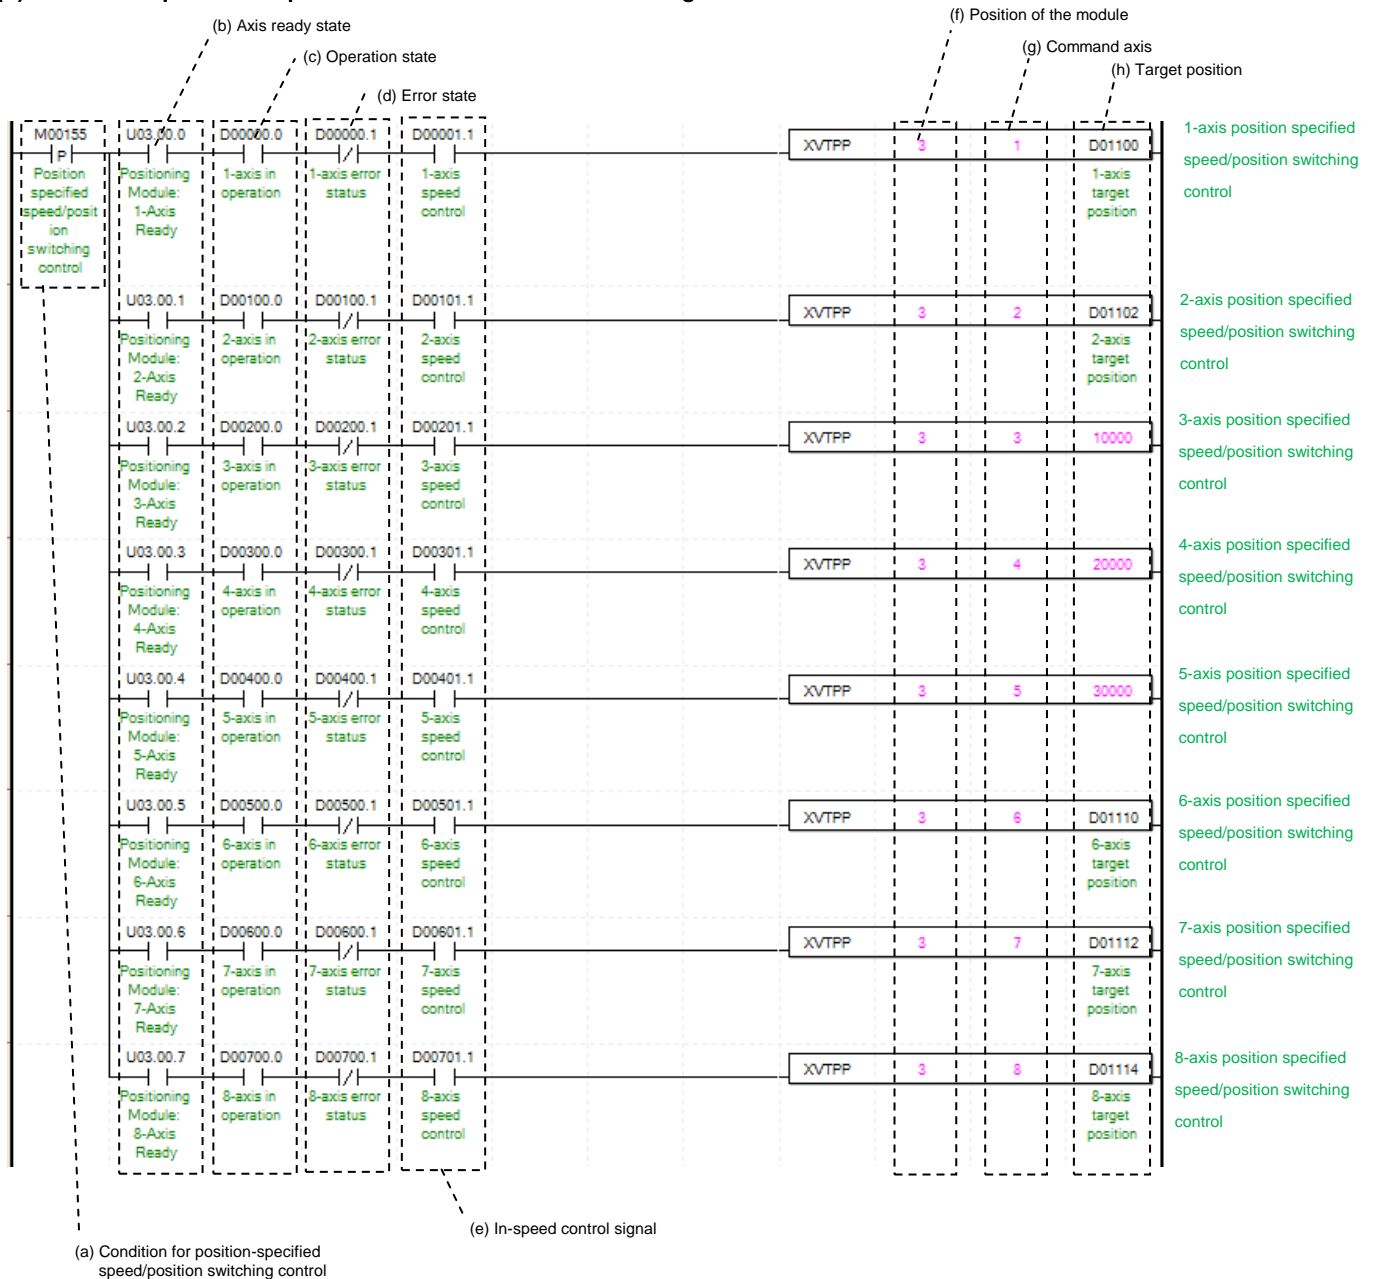 (b) Axis ready state
(c) Operation state
(d) Error state
(f) Position of the module
(g) Command axis
(h) Target position
M00155
P
Position
specified
speed/posit
ion
switching
control
U03.00.0 D00000.0 D00000.1 D00001.1
XVTPP 3 1 D01100
Positioning
Module:
1-Axis
Ready
1-axis in
operation
1-axis error
status
1-axis
speed
control
1-axis
target
position
1-axis position specified
speed/position switching
control
U03.00.1 D00100.0 D00100.1 D00101.1
XVTPP 3 2 D01102
Positioning
Module:
2-Axis
Ready
2-axis in
operation
2-axis error
status
2-axis
speed
control
2-axis
target
position
2-axis position specified
speed/position switching
control
U03.00.2 D00200.0 D00200.1 D00201.1
XVTPP 3 3 10000
Positioning
Module:
3-Axis
Ready
3-axis in
operation
3-axis error
status
3-axis
speed
control
3-axis position specified
speed/position switching
control
U03.00.3 D00300.0 D00300.1 D00301.1
XVTPP 3 4 20000
Positioning
Module:
4-Axis
Ready
4-axis in
operation
4-axis error
status
4-axis
speed
control
4-axis position specified
speed/position switching
control
U03.00.4 D00400.0 D00400.1 D00401.1
XVTPP 3 5 30000
Positioning
Module:
5-Axis
Ready
5-axis in
operation
5-axis error
status
5-axis
speed
control
5-axis position specified
speed/position switching
control
U03.00.5 D00500.0 D00500.1 D00501.1
XVTPP 3 6 D01110
Positioning
Module:
6-Axis
Ready
6-axis in
operation
6-axis error
status
6-axis
speed
control
6-axis
target
position
6-axis position specified
speed/position switching
control
U03.00.6 D00600.0 D00600.1 D00601.1
XVTPP 3 7 D01112
Positioning
Module:
7-Axis
Ready
7-axis in
operation
7-axis error
status
7-axis
speed
control
7-axis
target
position
7-axis position specified
speed/position switching
control
U03.00.7 D00700.0 D00700.1 D00701.1
XVTPP 3 8 D01114
Positioning
Module:
8-Axis
Ready
8-axis in
operation
8-axis error
status
8-axis
speed
control
8-axis
target
position
8-axis position specified
speed/position switching
control
(e) In-speed control signal
(a) Condition for position-specified
speed/position switching control